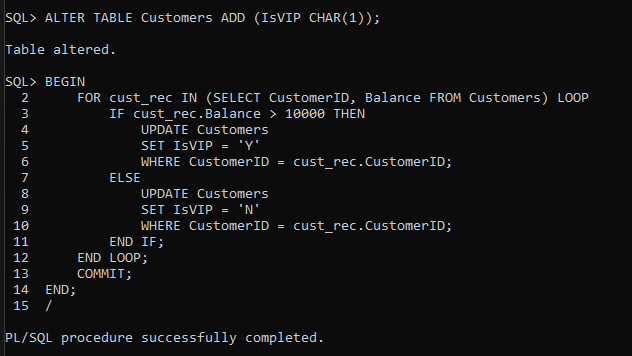 SQL> ALTER TABLE Customers ADD (IsVIP CHAR(1));
Table altered.
SQL> BEGIN
  2      FOR cust_rec IN (SELECT CustomerID, Balance FROM Customers) LOOP
  3          IF cust_rec.Balance > 10000 THEN
  4              UPDATE Customers
  5              SET IsVIP = 'Y'
  6              WHERE CustomerID = cust_rec.CustomerID;
  7          ELSE
  8              UPDATE Customers
  9              SET IsVIP = 'N'
 10              WHERE CustomerID = cust_rec.CustomerID;
 11          END IF;
 12      END LOOP;
 13      COMMIT;
 14  END;
 15  /
PL/SQL procedure successfully completed.